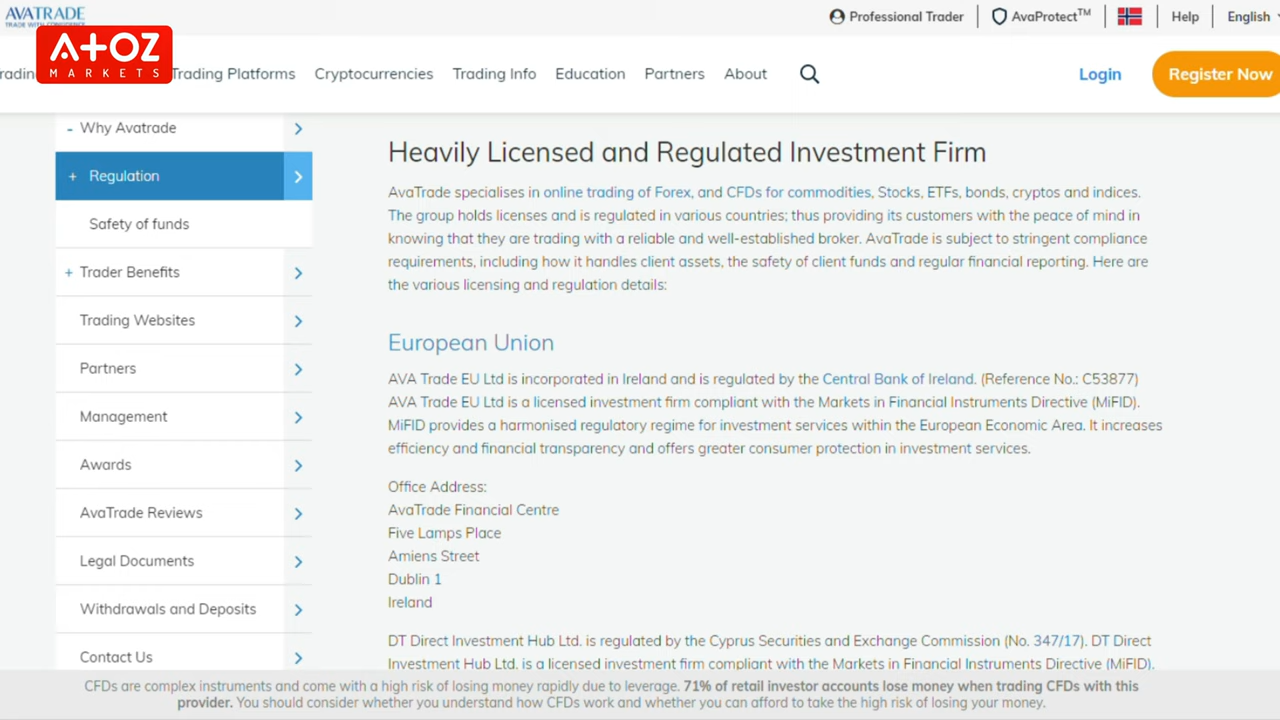 AVATRADE
TRADE WITH CONFIDENCE
Professional Trader
AvaProtect™
Help
English
A+OZ
MARKETS
Trading Platforms
Cryptocurrencies
Trading Info
Education
Partners
About
Login
Register Now
- Why Avatrade
+ Regulation
Safety of funds
+ Trader Benefits
Trading Websites
Partners
Management
Awards
AvaTrade Reviews
Legal Documents
Withdrawals and Deposits
Contact Us
Heavily Licensed and Regulated Investment Firm
AvaTrade specialises in online trading of Forex, and CFDs for commodities, Stocks, ETFs, bonds, cryptos and indices.
The group holds licenses and is regulated in various countries; thus providing its customers with the peace of mind in
knowing that they are trading with a reliable and well-established broker. AvaTrade is subject to stringent compliance
requirements, including how it handles client assets, the safety of client funds and regular financial reporting. Here are
the various licensing and regulation details:
European Union
AVA Trade EU Ltd is incorporated in Ireland and is regulated by the Central Bank of Ireland. (Reference No.: C53877)
AVA Trade EU Ltd is a licensed investment firm compliant with the Markets in Financial Instruments Directive (MiFID).
MiFID provides a harmonised regulatory regime for investment services within the European Economic Area. It increases
efficiency and financial transparency and offers greater consumer protection in investment services.
Office Address:
AvaTrade Financial Centre
Five Lamps Place
Amiens Street
Dublin 1
Ireland
DT Direct Investment Hub Ltd. is regulated by the Cyprus Securities and Exchange Commission (No. 347/17). DT Direct
Investment Hub Ltd. is a licensed investment firm compliant with the Markets in Financial Instruments Directive (MiFID).
CFDs are complex instruments and come with a high risk of losing money rapidly due to leverage. 71% of retail investor accounts lose money when trading CFDs with this
provider. You should consider whether you understand how CFDs work and whether you can afford to take the high risk of losing your money.